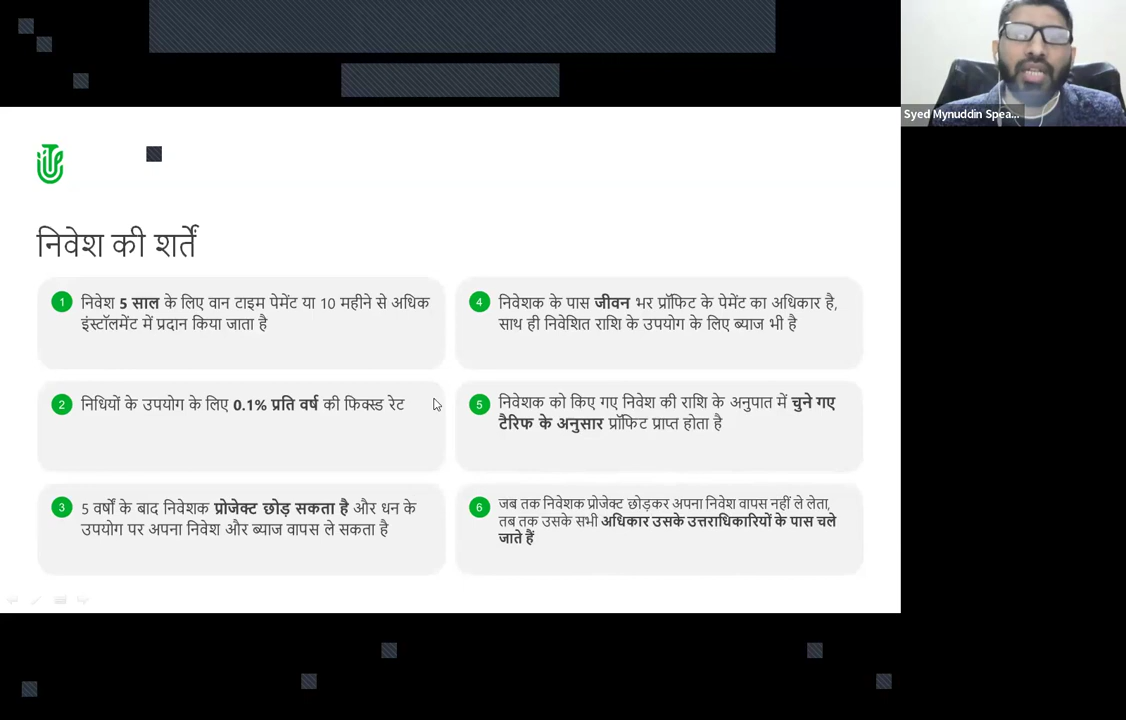 Syed Mynuddin Spea...
निवेश की शर्तें
1 निवेश 5 साल के लिए वान टाइम पेमेंट या 10 महीने से अधिक
इंस्टॉलमेंट में प्रदान किया जाता है
2 निधियों के उपयोग के लिए 0.1% प्रति वर्ष की फिक्स्ड रेट
3 5 वर्षों के बाद निवेशक प्रोजेक्ट छोड़ सकता है और धन के
उपयोग पर अपना निवेश और ब्याज वापस ले सकता है
4 निवेशक के पास जीवन भर प्रॉफिट के पेमेंट का अधिकार है,
साथ ही निवेशित राशि के उपयोग के लिए ब्याज भी है
5 निवेशक को किए गए निवेश की राशि के अनुपात में चुने गए
टैरिफ के अनुसार प्रॉफिट प्राप्त होता है
6 जब तक निवेशक प्रोजेक्ट छोड़कर अपना निवेश वापस नहीं ले लेता,
तब तक उसके सभी अधिकार उसके उत्तराधिकारियों के पास चले
जाते हैं